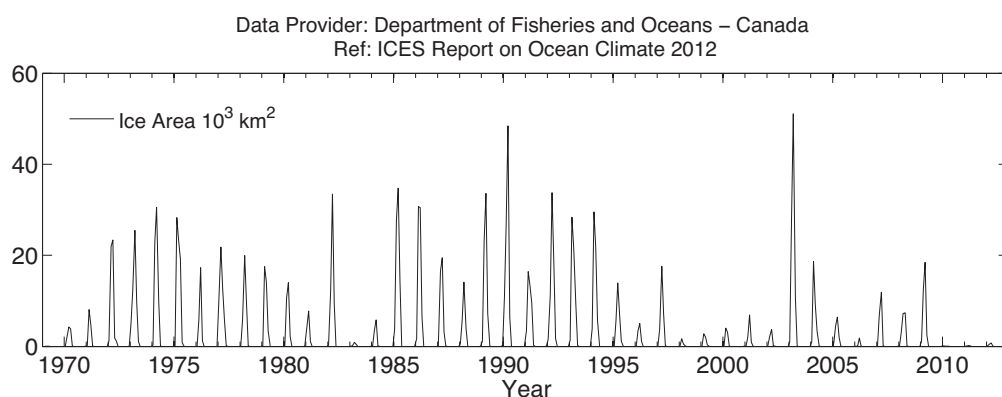 Data Provider: Department of Fisheries and Oceans – Canada
Ref: ICES Report on Ocean Climate 2012
60
Ice Area 10³ km²
40
20
0
1970 1975 1980 1985 1990 1995 2000 2005 2010
Year